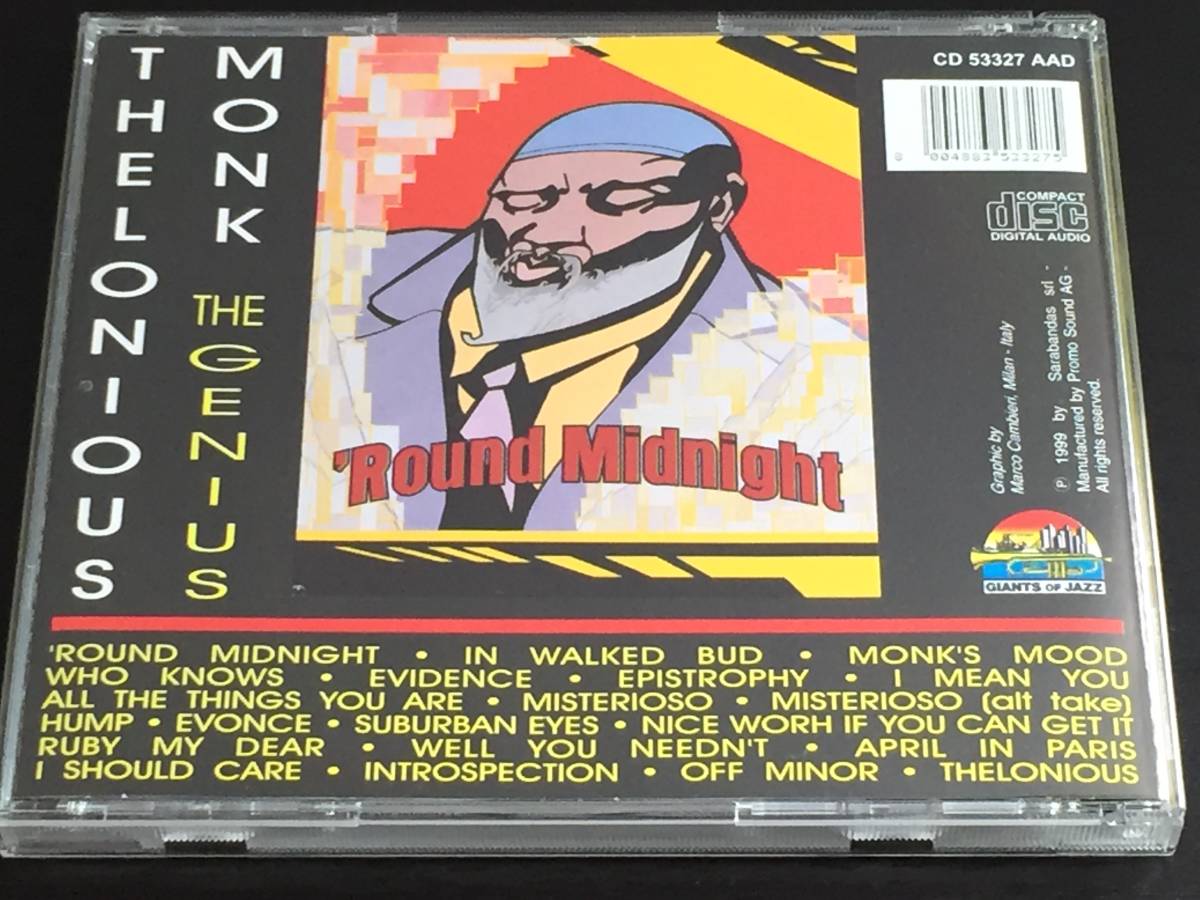 THELONIOUS
MONK
THE
GENIUS
'Round Midnight
CD 53327 AAD
8 004883 533275
COMPACT
disc
DIGITAL AUDIO
Graphic by
Marco Cambieri, Milan - Italy
℗ 1999 by Sarabandas srl -
Manufactured by Promo Sound AG -
All rights reserved.
GIANTS OF JAZZ
'ROUND MIDNIGHT • IN WALKED BUD • MONK'S MOOD
WHO KNOWS • EVIDENCE • EPISTROPHY • I MEAN YOU
ALL THE THINGS YOU ARE • MISTERIOSO • MISTERIOSO (alt take)
HUMP • EVONCE • SUBURBAN EYES • NICE WORH IF YOU CAN GET IT
RUBY MY DEAR • WELL YOU NEEDN'T • APRIL IN PARIS
I SHOULD CARE • INTROSPECTION • OFF MINOR • THELONIOUS